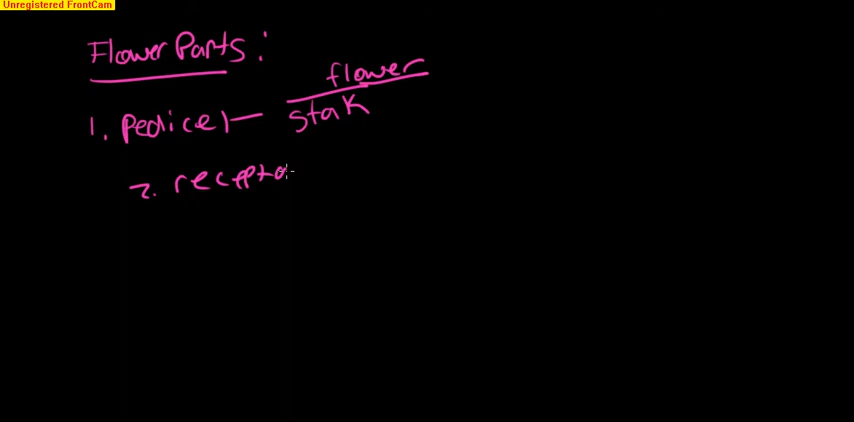 Unregistered FrontCam
Flower Parts:
flower
1. Pedicel — stak
2. recepta